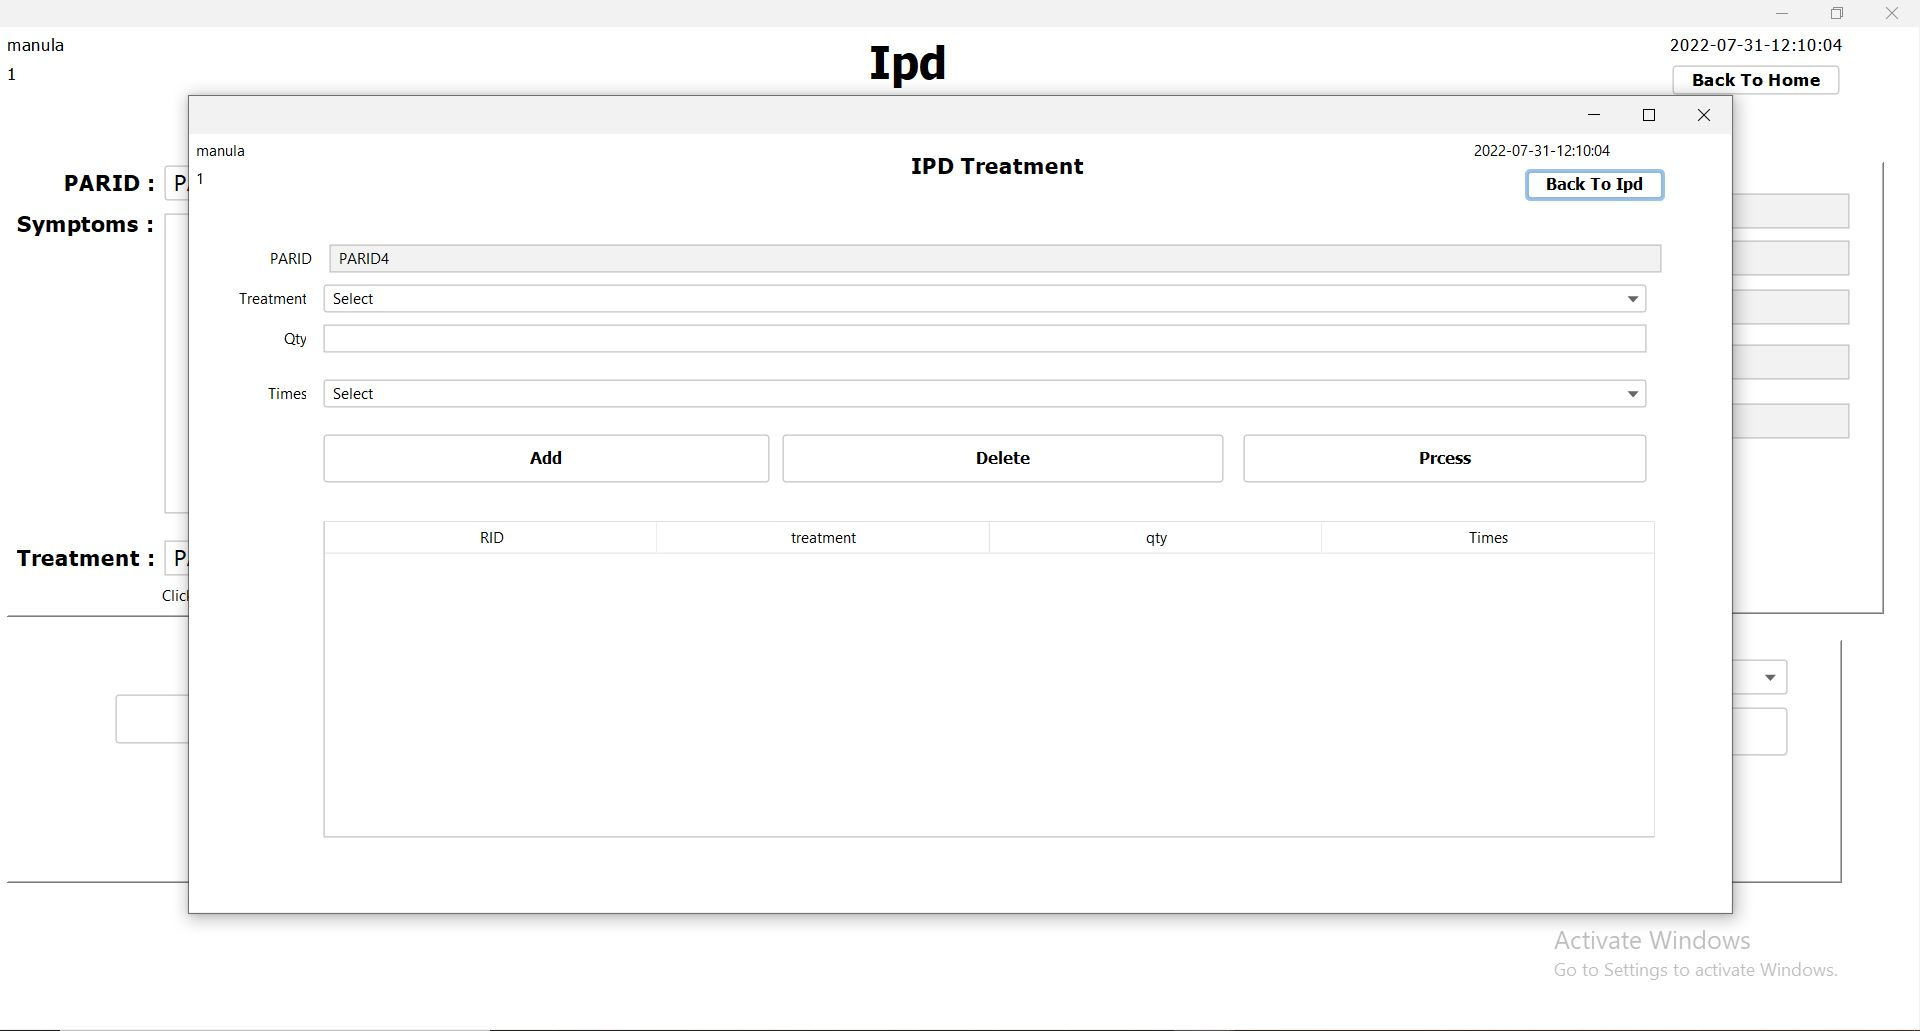 manula
Ipd
2022-07-31-12:10:04
1
Back To Home
manula
IPD Treatment
2022-07-31-12:10:04
1
Back To Ipd
PARID :
Symptoms :
PARID
PARID4
Treatment
Select
Qty
Times
Select
Add
Delete
Prcess
RID
treatment
qty
Times
Treatment :
Activate Windows
Go to Settings to activate Windows.